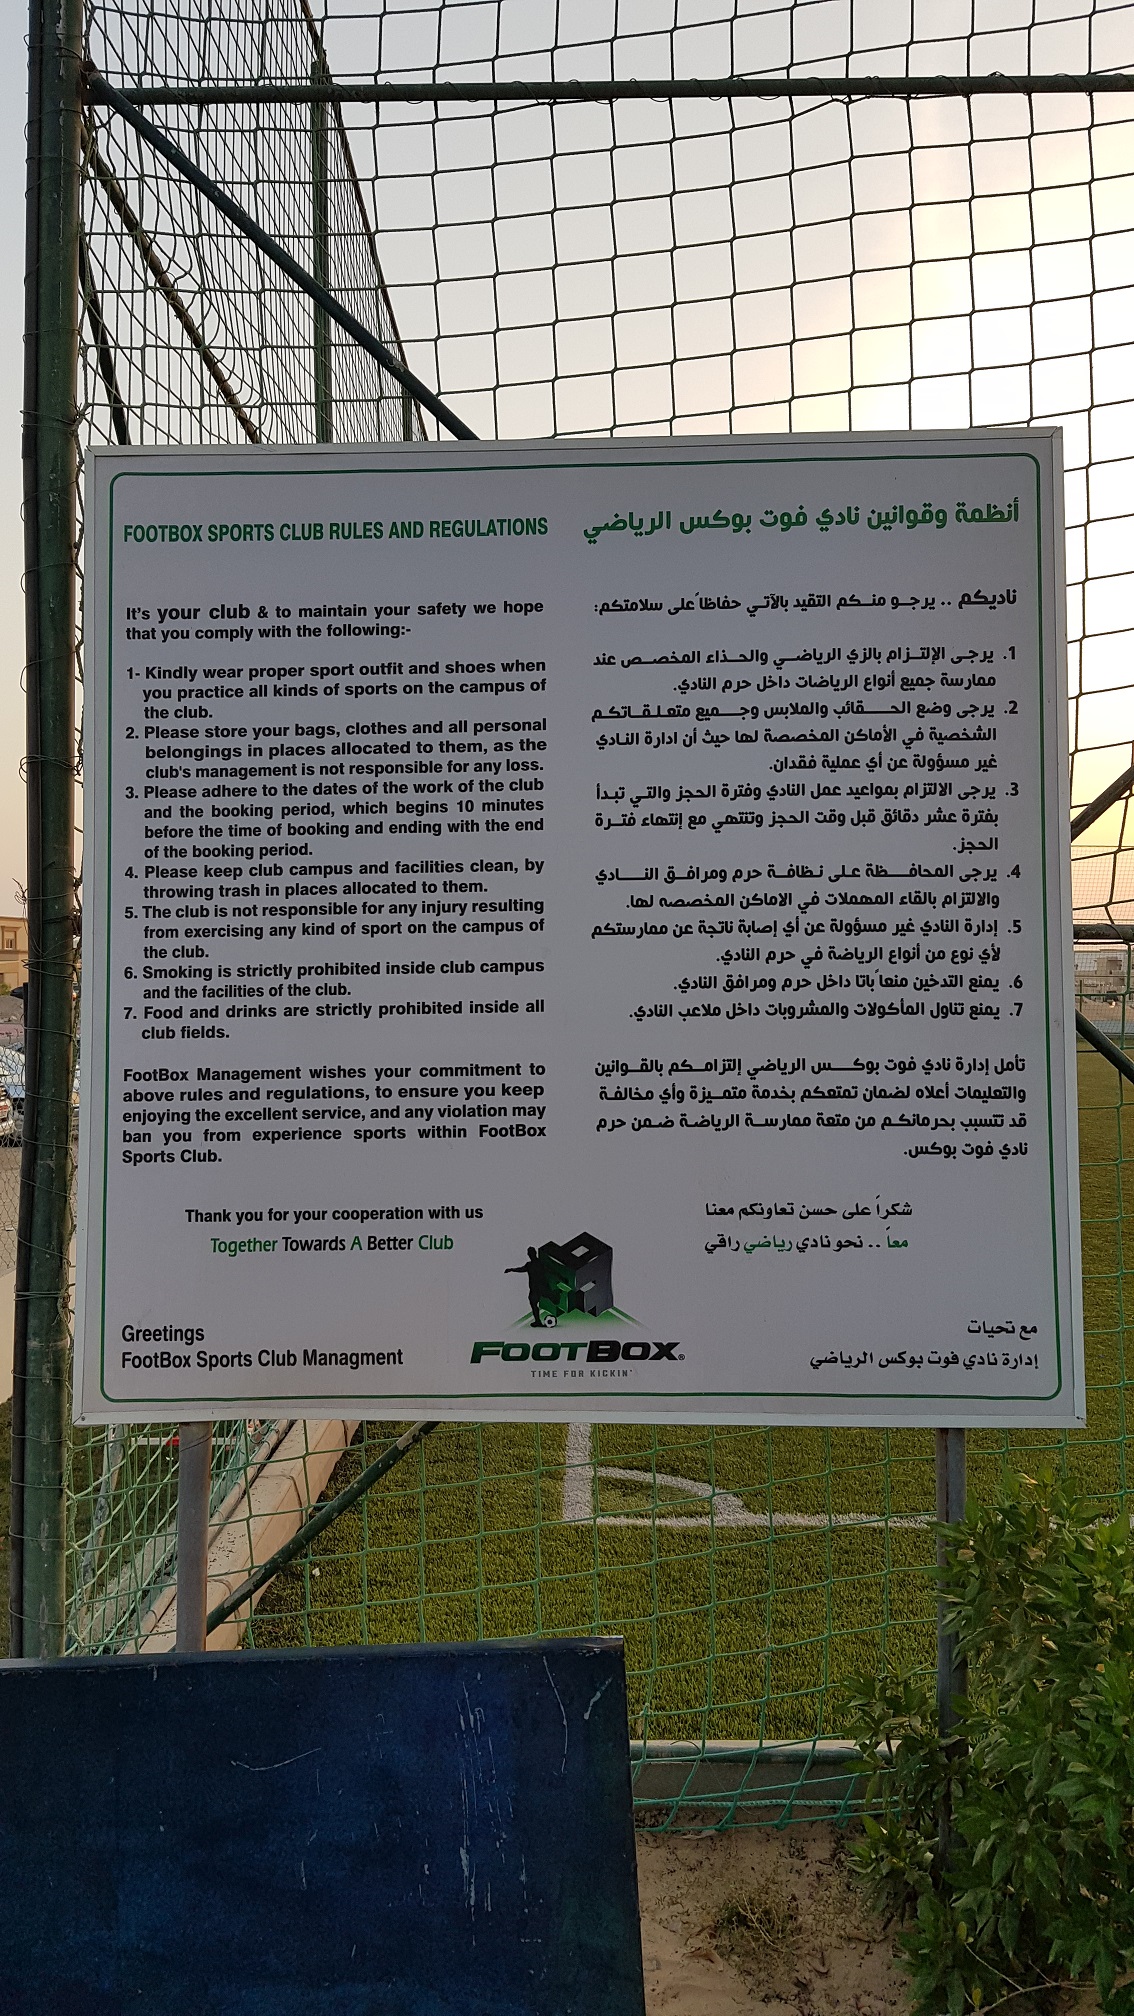 FOOTBOX SPORTS CLUB RULES AND REGULATIONS
It's your club & to maintain your safety we hope
that you comply with the following:-
1- Kindly wear proper sport outfit and shoes when
you practice all kinds of sports on the campus of
the club.
2. Please store your bags, clothes and all personal
belongings in places allocated to them, as the
club's management is not responsible for any loss.
3. Please adhere to the dates of the work of the club
and the booking period, which begins 10 minutes
before the time of booking and ending with the end
of the booking period.
4. Please keep club campus and facilities clean, by
throwing trash in places allocated to them.
5. The club is not responsible for any injury resulting
from exercising any kind of sport on the campus of
the club.
6. Smoking is strictly prohibited inside club campus
and the facilities of the club.
7. Food and drinks are strictly prohibited inside all
club fields.
FootBox Management wishes your commitment to
above rules and regulations, to ensure you keep
enjoying the excellent service, and any violation may
ban you from experience sports within FootBox
Sports Club.
Thank you for your cooperation with us
Together Towards A Better Club
Greetings
FootBox Sports Club Managment
أنظمة وقوانين نادي فوت بوكس الرياضي
ناديكم .. يرجو منكم التقيد بالآتي حفاظاً على سلامتكم:
1. يرجى الإلتزام بالزي الرياضي والحذاء المخصص عند
ممارسة جميع أنواع الرياضات داخل حرم النادي.
2. يرجى وضع الحقائب والملابس وجميع متعلقاتكم
الشخصية في الأماكن المخصصة لها حيث أن ادارة النادي
غير مسؤولة عن أي عملية فقدان.
3. يرجى الالتزام بمواعيد عمل النادي وفترة الحجز والتي تبدأ
بفترة عشر دقائق قبل وقت الحجز وتنتهي مع إنتهاء فترة
الحجز.
4. يرجى المحافظة على نظافة حرم ومرافق النادي
والالتزام بالقاء المهملات في الاماكن المخصصه لها.
5. إدارة النادي غير مسؤولة عن أي إصابة ناتجة عن ممارستكم
لأي نوع من أنواع الرياضة في حرم النادي.
6. يمنع التدخين منعاً باتا داخل حرم ومرافق النادي.
7. يمنع تناول المأكولات والمشروبات داخل ملاعب النادي.
تأمل إدارة نادي فوت بوكس الرياضي إلتزامكم بالقوانين
والتعليمات أعلاه لضمان تمتعكم بخدمة متميزة وأي مخالفة
قد تتسبب بحرمانكم من متعة ممارسة الرياضة ضمن حرم
نادي فوت بوكس.
شكراً على حسن تعاونكم معنا
معاً .. نحو نادي رياضي راقي
مع تحيات
إدارة نادي فوت بوكس الرياضي
FOOTBOX®
TIME FOR KICKIN'